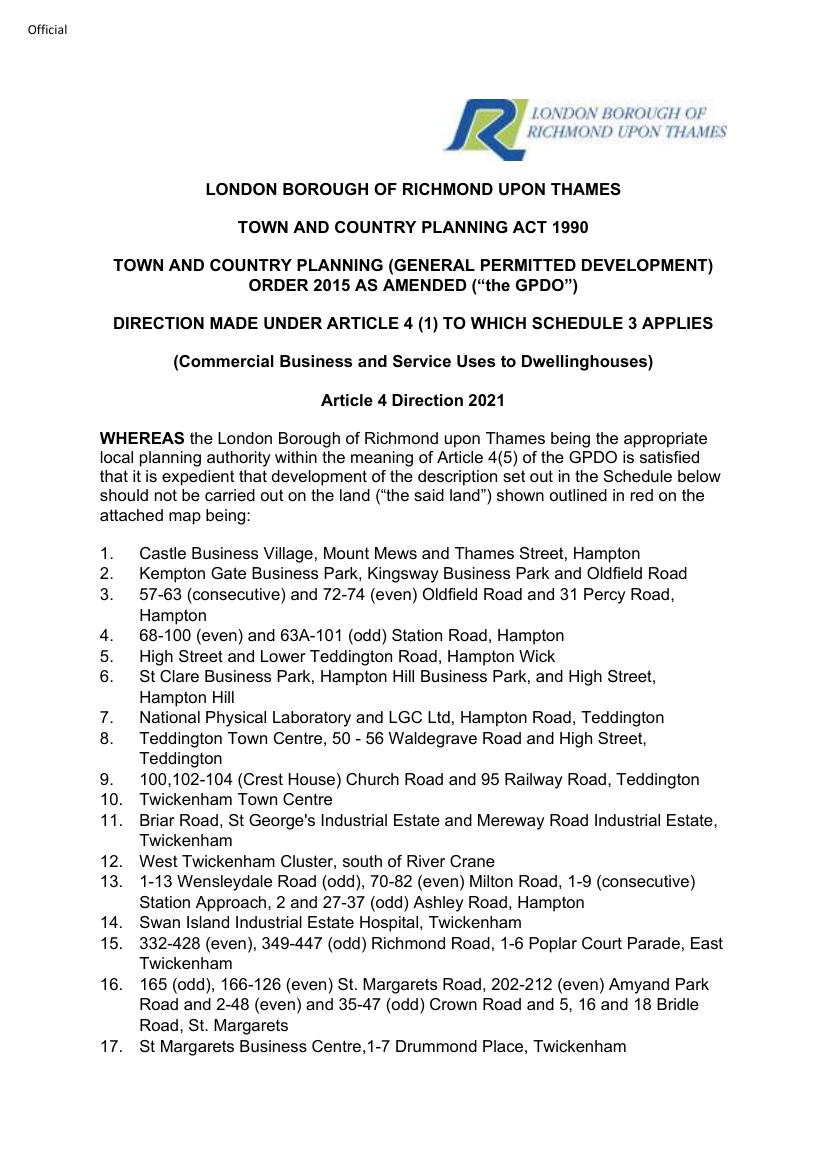 Official
LONDON BOROUGH OF
RICHMOND UPON THAMES
LONDON BOROUGH OF RICHMOND UPON THAMES
TOWN AND COUNTRY PLANNING ACT 1990
TOWN AND COUNTRY PLANNING (GENERAL PERMITTED DEVELOPMENT)
ORDER 2015 AS AMENDED (“the GPDO”)
DIRECTION MADE UNDER ARTICLE 4 (1) TO WHICH SCHEDULE 3 APPLIES
(Commercial Business and Service Uses to Dwellinghouses)
Article 4 Direction 2021
WHEREAS the London Borough of Richmond upon Thames being the appropriate
local planning authority within the meaning of Article 4(5) of the GPDO is satisfied
that it is expedient that development of the description set out in the Schedule below
should not be carried out on the land (“the said land”) shown outlined in red on the
attached map being:
1. Castle Business Village, Mount Mews and Thames Street, Hampton
2. Kempton Gate Business Park, Kingsway Business Park and Oldfield Road
3. 57-63 (consecutive) and 72-74 (even) Oldfield Road and 31 Percy Road,
Hampton
4. 68-100 (even) and 63A-101 (odd) Station Road, Hampton
5. High Street and Lower Teddington Road, Hampton Wick
6. St Clare Business Park, Hampton Hill Business Park, and High Street,
Hampton Hill
7. National Physical Laboratory and LGC Ltd, Hampton Road, Teddington
8. Teddington Town Centre, 50 - 56 Waldegrave Road and High Street,
Teddington
9. 100,102-104 (Crest House) Church Road and 95 Railway Road, Teddington
10. Twickenham Town Centre
11. Briar Road, St George's Industrial Estate and Mereway Road Industrial Estate,
Twickenham
12. West Twickenham Cluster, south of River Crane
13. 1-13 Wensleydale Road (odd), 70-82 (even) Milton Road, 1-9 (consecutive)
Station Approach, 2 and 27-37 (odd) Ashley Road, Hampton
14. Swan Island Industrial Estate Hospital, Twickenham
15. 332-428 (even), 349-447 (odd) Richmond Road, 1-6 Poplar Court Parade, East
Twickenham
16. 165 (odd), 166-126 (even) St. Margarets Road, 202-212 (even) Amyand Park
Road and 2-48 (even) and 35-47 (odd) Crown Road and 5, 16 and 18 Bridle
Road, St. Margarets
17. St Margarets Business Centre,1-7 Drummond Place, Twickenham